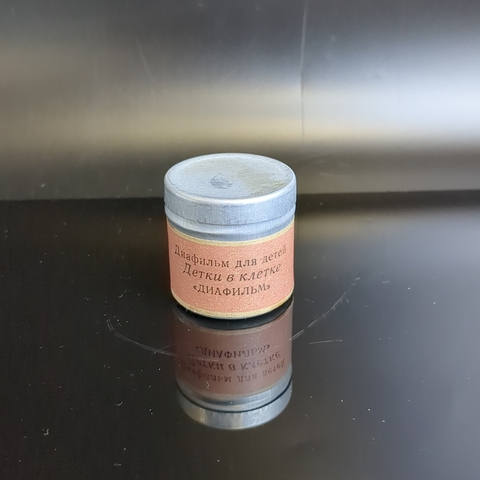 Диафильм для детей
Детки в клетке
«ДИАФИЛЬМ»